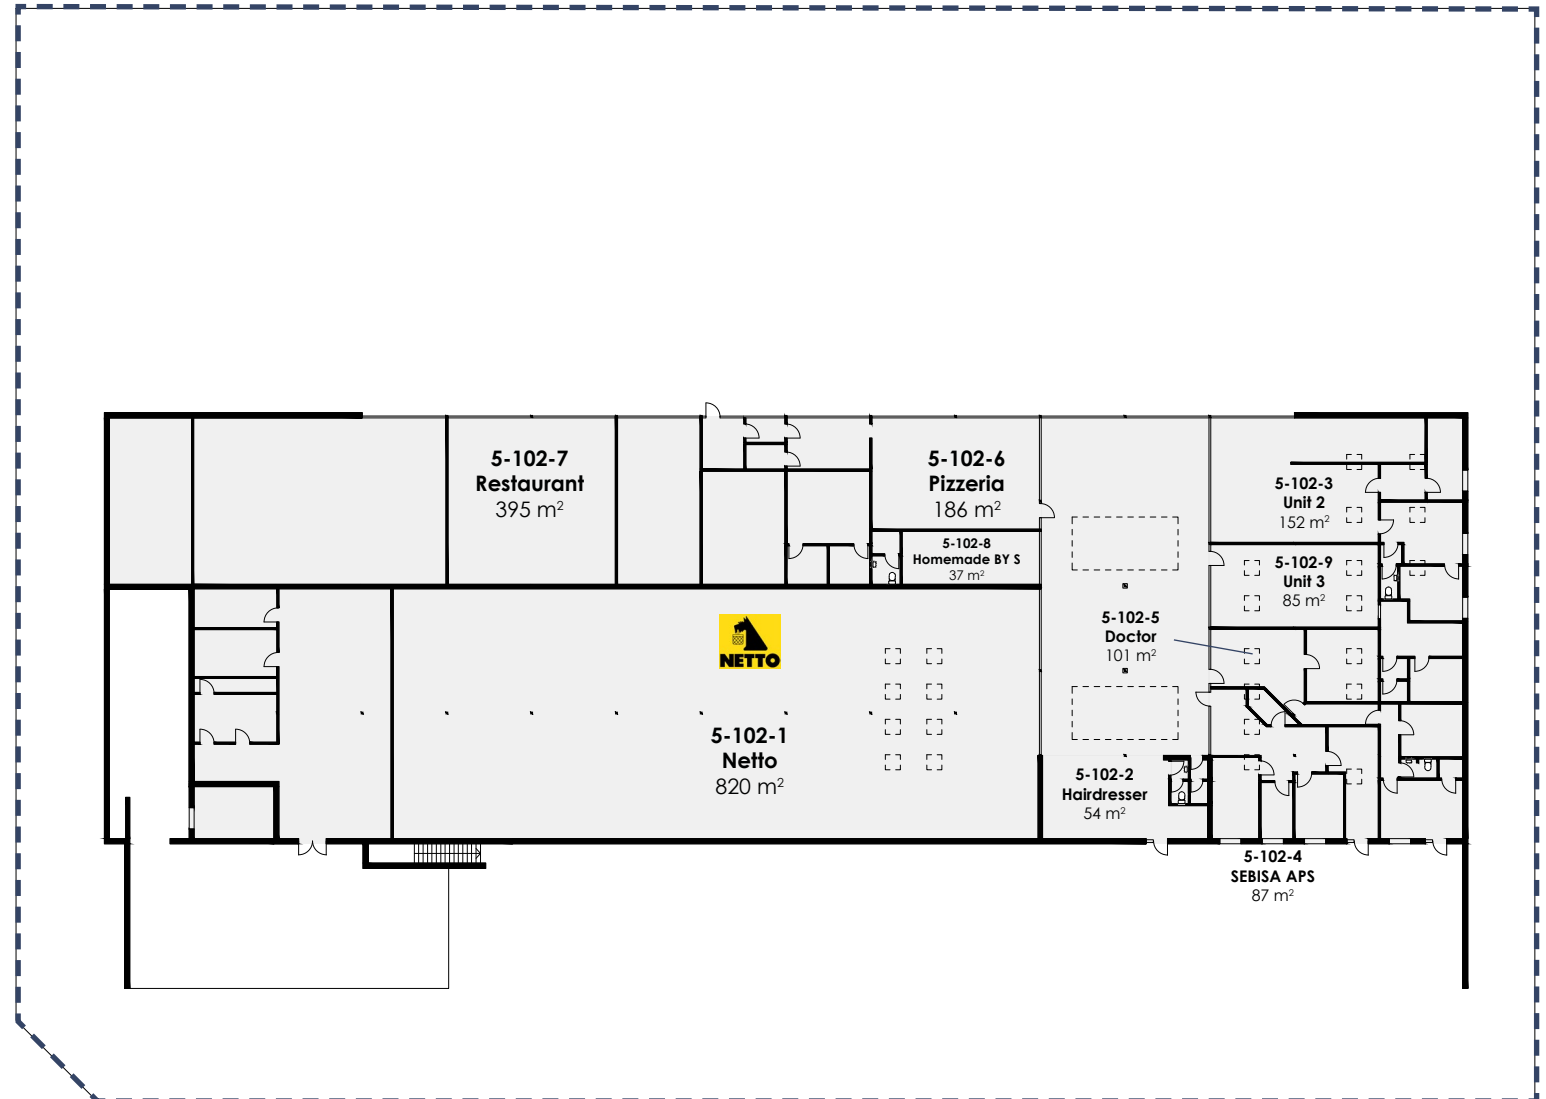 5-102-7
Restaurant
395 m²
5-102-6
Pizzeria
186 m²
5-102-8
Homemade BY S
37 m²
5-102-3
Unit 2
152 m²
5-102-9
Unit 3
85 m²
5-102-5
Doctor
101 m²
NETTO
5-102-1
Netto
820 m²
5-102-2
Hairdresser
54 m²
5-102-4
SEBISA APS
87 m²